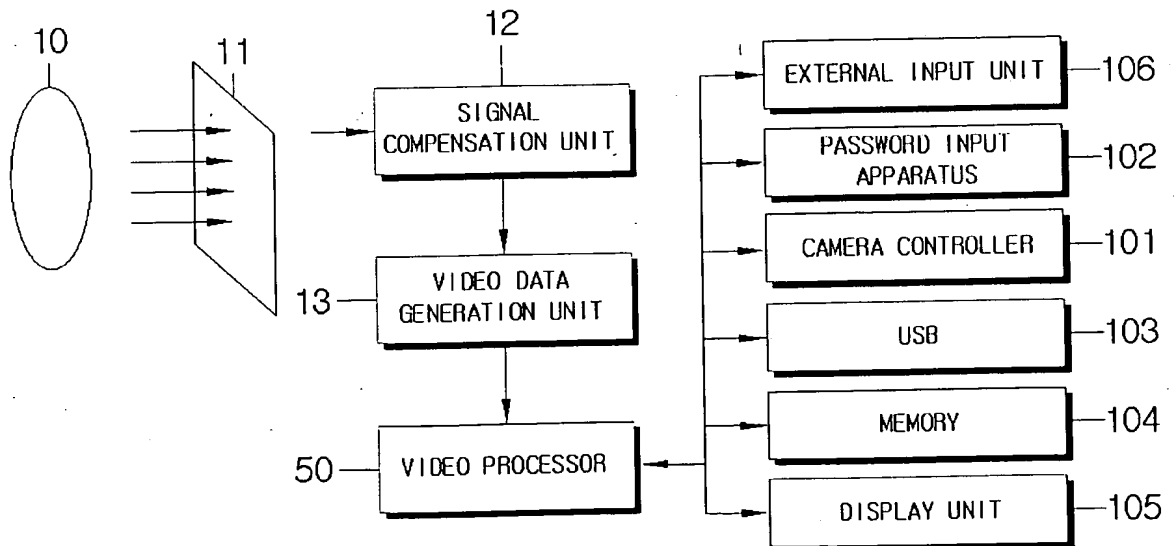 10
11
12
SIGNAL
COMPENSATION UNIT
13
VIDEO DATA
GENERATION UNIT
50
VIDEO PROCESSOR
EXTERNAL INPUT UNIT
106
PASSWORD INPUT
APPARATUS
102
CAMERA CONTROLLER
101
USB
103
MEMORY
104
DISPLAY UNIT
105